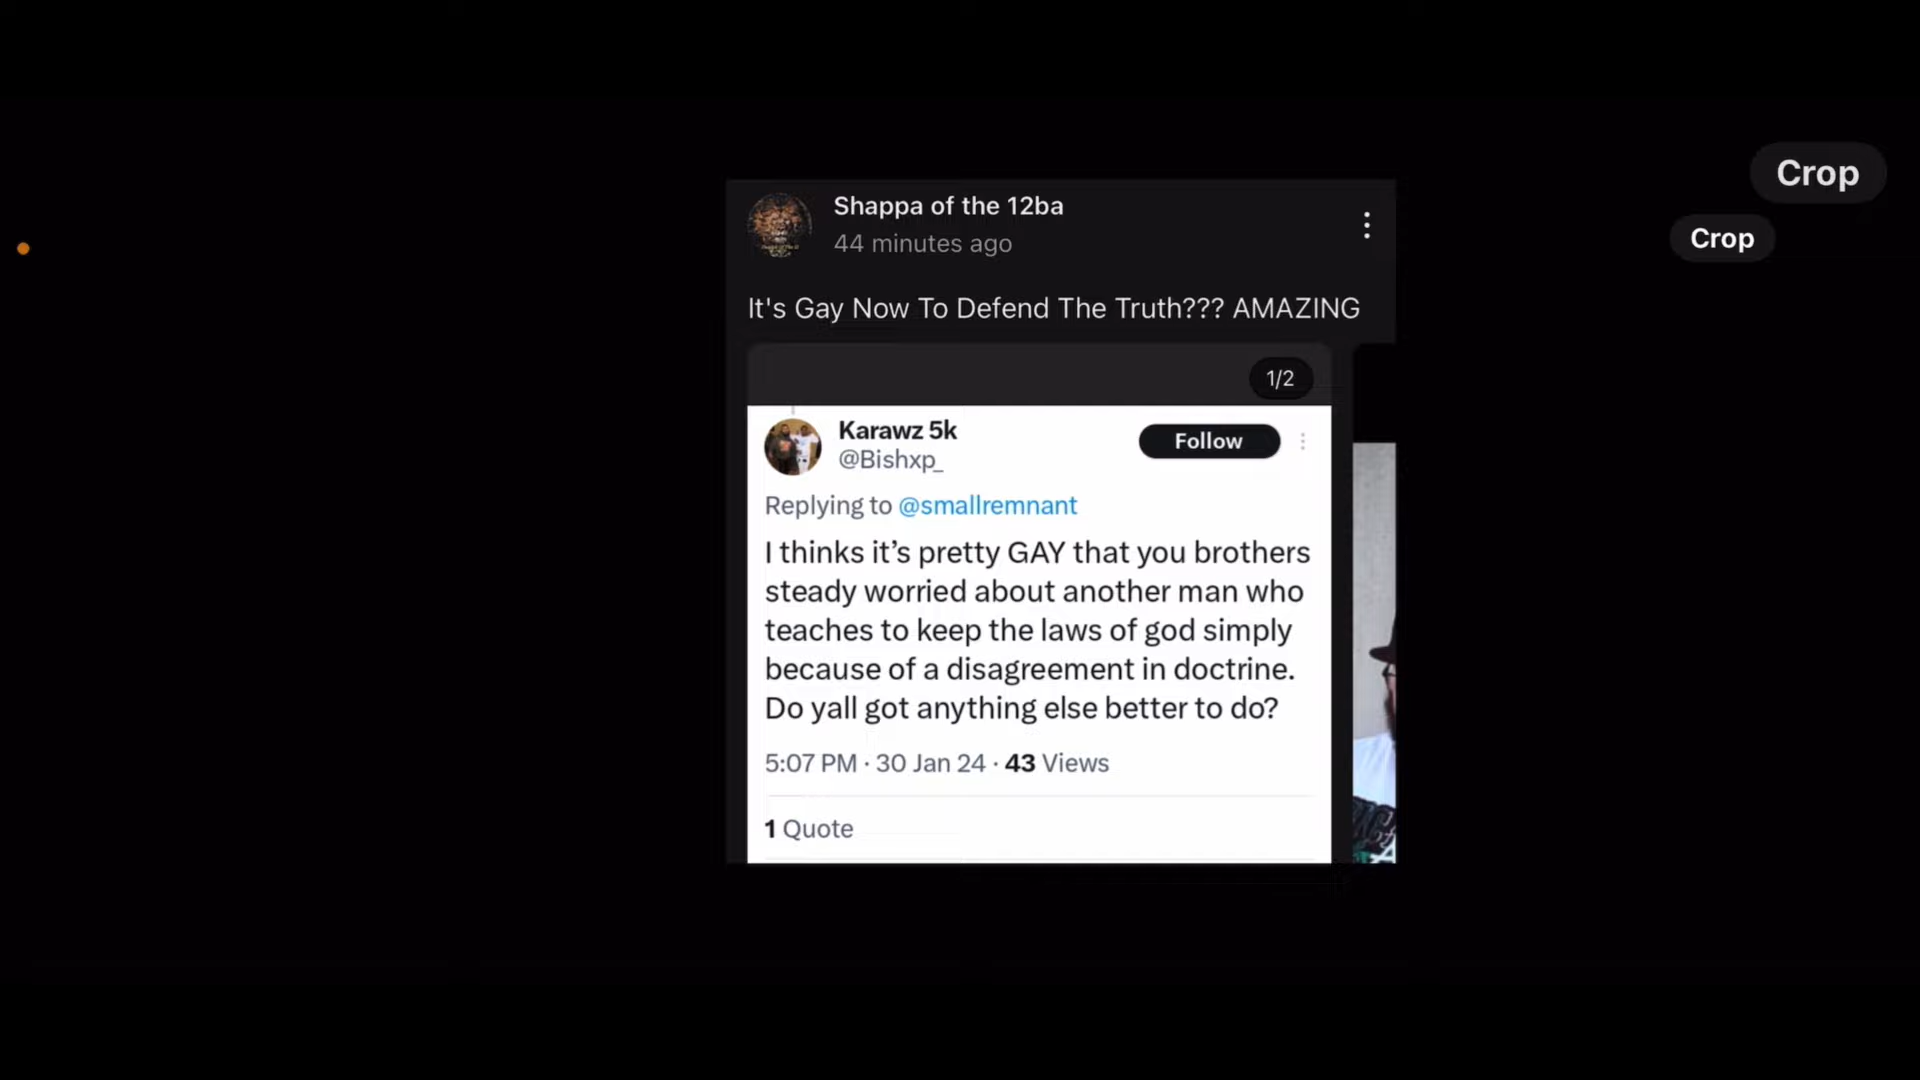 Crop
Crop
Shappa of the 12ba
44 minutes ago
It's Gay Now To Defend The Truth??? AMAZING
1/2
Karawz 5k
Follow
@Bishxp_
Replying to @smallremnant
I thinks it’s pretty GAY that you brothers
steady worried about another man who
teaches to keep the laws of god simply
because of a disagreement in doctrine.
Do yall got anything else better to do?
5:07 PM · 30 Jan 24 · 43 Views
1 Quote